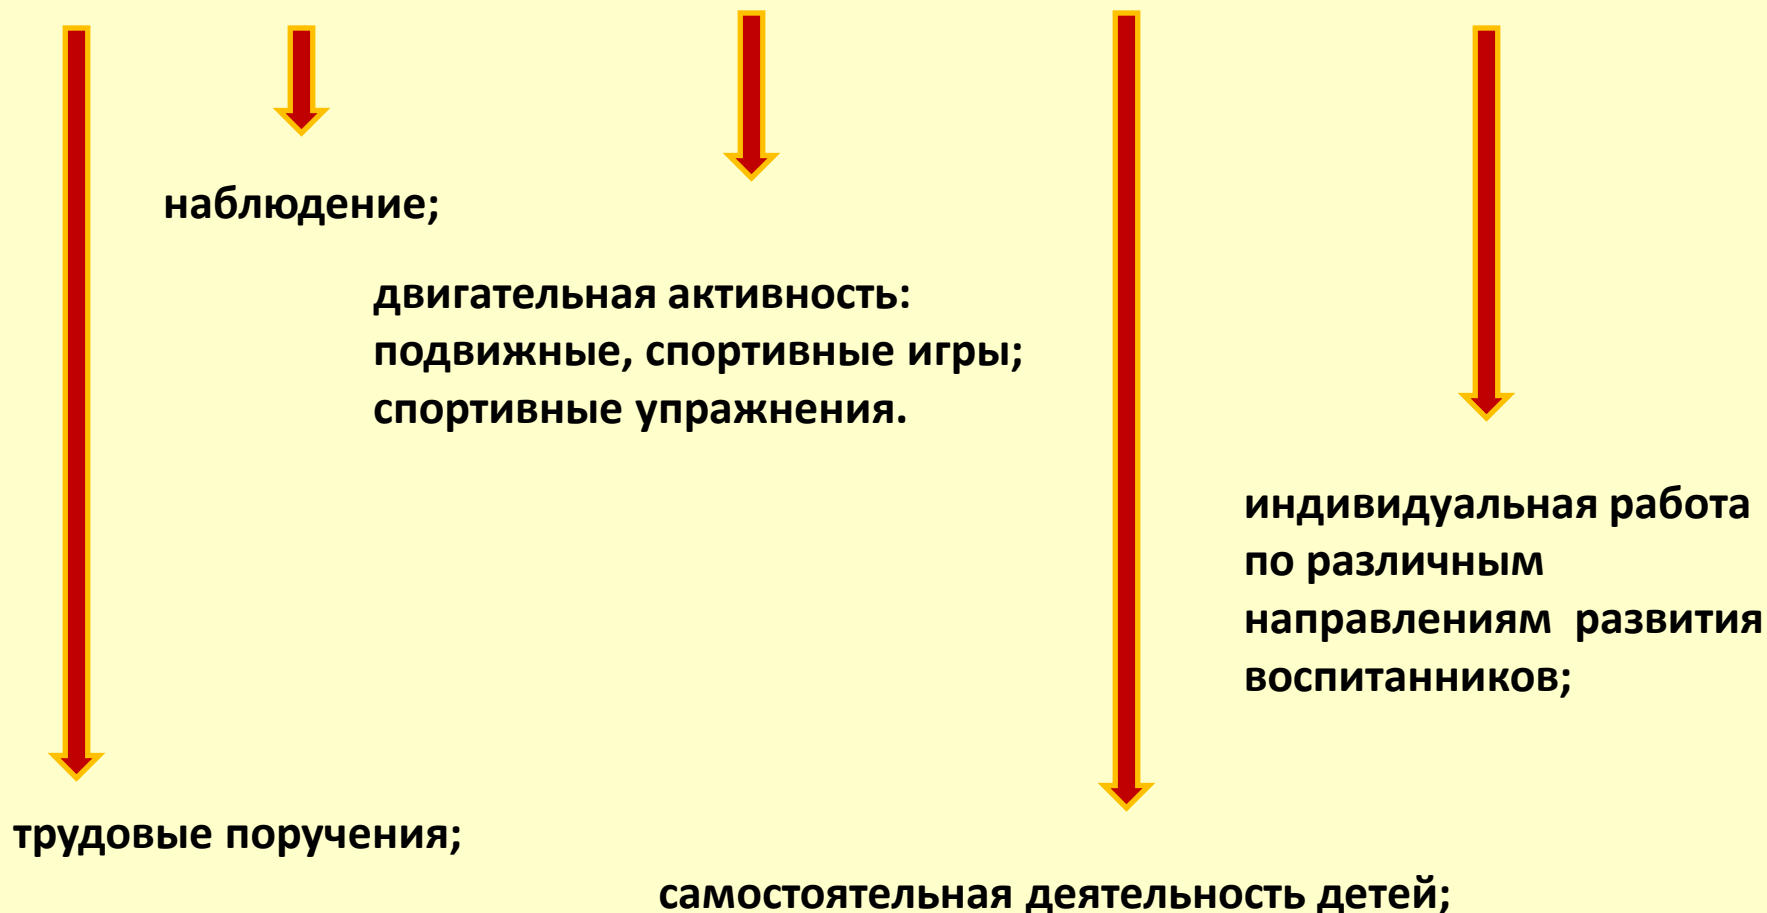 наблюдение;
двигательная активность:
подвижные, спортивные игры;
спортивные упражнения.
индивидуальная работа
по различным
направлениям развития
воспитанников;
трудовые поручения;
самостоятельная деятельность детей;